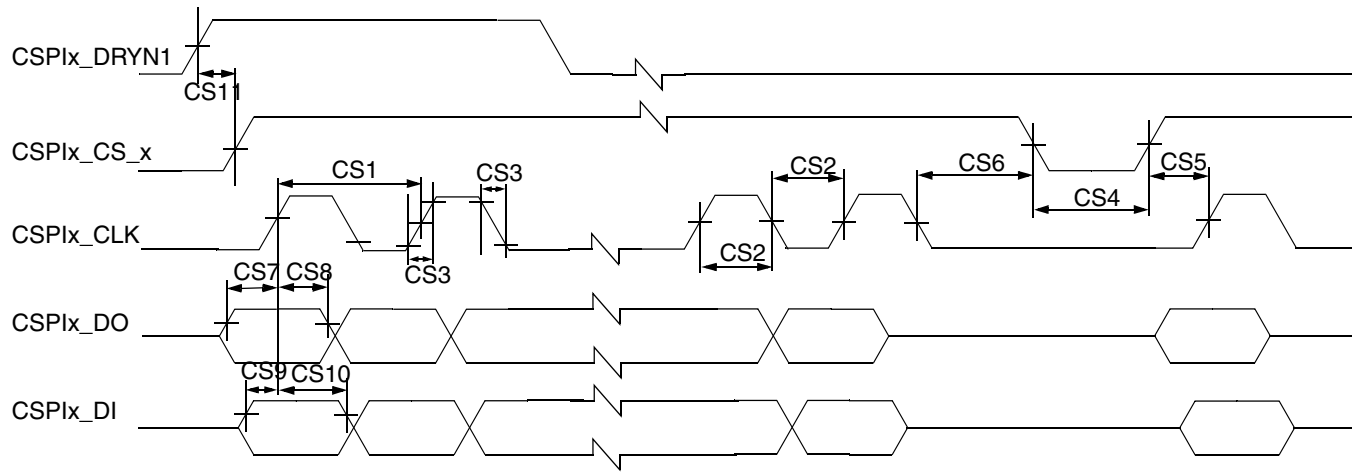 CSPIx_DRYN1
CS11
CSPIx_CS_x
CS1
CS3
CS2
CS6
CS5
CS4
CSPIx_CLK
CS3
CS2
CS7
CS8
CSPIx_DO
CS9
CS10
CSPIx_DI